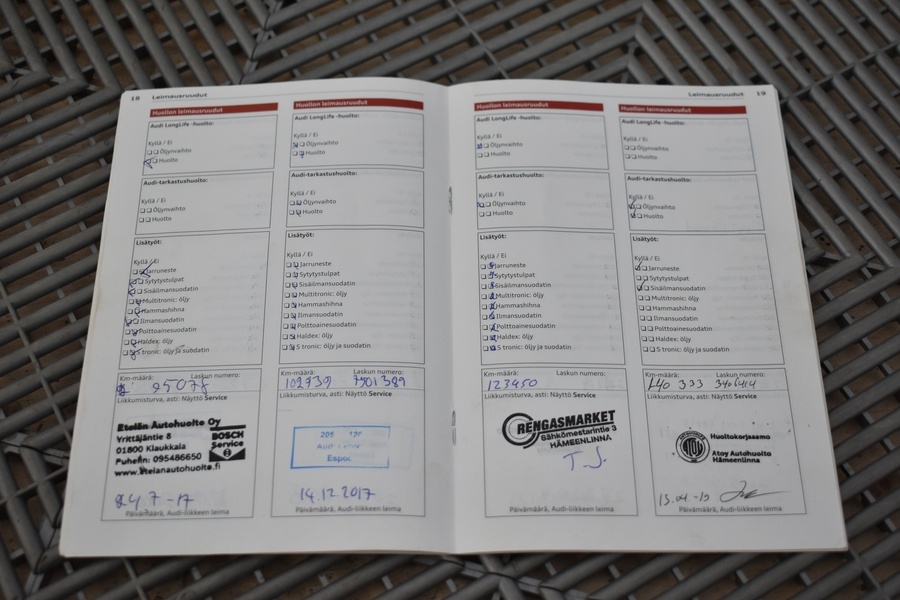 18 Leimausruudut
Huollon leimausruudut
Audi LongLife -huolto:
Kyllä / Ei
Öljynvaihto
Huolto
Audi-tarkastushuolto:
Kyllä / Ei
Öljynvaihto
Huolto
Lisätyöt:
Kyllä / Ei
Jarruneste
Sytytystulpat
Sisäilmansuodatin
Multitronic: öljy
Hammashihna
Ilmansuodatin
Polttoainesuodatin
Haldex: öljy
S tronic: öljy ja suodatin
Km-määrä: Laskun numero:
Liikkumisturva, asti: Näyttö Service
Etelän Autohuolto Oy
Yrittäjäntie 8
01800 Klaukkala
Puhelin: 095486650
www.etelanautohuolto.fi
BOSCH
Service
24.7-17
Päivämäärä, Audi-liikkeen leima
Huollon leimausruudut
Audi LongLife -huolto:
Kyllä / Ei
Öljynvaihto
Huolto
Audi-tarkastushuolto:
Kyllä / Ei
Öljynvaihto
Huolto
Lisätyöt:
Kyllä / Ei
Jarruneste
Sytytystulpat
Sisäilmansuodatin
Multitronic: öljy
Hammashihna
Ilmansuodatin
Polttoainesuodatin
Haldex: öljy
S tronic: öljy ja suodatin
Km-määrä: Laskun numero:
102739 7901389
Liikkumisturva, asti: Näyttö Service
Audi
Espoo
14.12.2017
Päivämäärä, Audi-liikkeen leima
Leimausruudut 19
Huollon leimausruudut
Audi LongLife -huolto:
Kyllä / Ei
Öljynvaihto
Huolto
Audi-tarkastushuolto:
Kyllä / Ei
Öljynvaihto
Huolto
Lisätyöt:
Kyllä / Ei
Jarruneste
Sytytystulpat
Sisäilmansuodatin
Multitronic: öljy
Hammashihna
Ilmansuodatin
Polttoainesuodatin
Haldex: öljy
S tronic: öljy ja suodatin
Km-määrä: Laskun numero:
123450
Liikkumisturva, asti: Näyttö Service
RENGASMARKET
Sähkömestarintie 3
HÄMEENLINNA
T.J.
Päivämäärä, Audi-liikkeen leima
Huollon leimausruudut
Audi LongLife -huolto:
Kyllä / Ei
Öljynvaihto
Huolto
Audi-tarkastushuolto:
Kyllä / Ei
Öljynvaihto
Huolto
Lisätyöt:
Kyllä / Ei
Jarruneste
Sytytystulpat
Sisäilmansuodatin
Multitronic: öljy
Hammashihna
Ilmansuodatin
Polttoainesuodatin
Haldex: öljy
S tronic: öljy ja suodatin
Km-määrä: Laskun numero:
140 333
Liikkumisturva, asti: Näyttö Service
Huoltokorjaamo
Atoy Autohuolto
Hämeenlinna
Päivämäärä, Audi-liikkeen leima